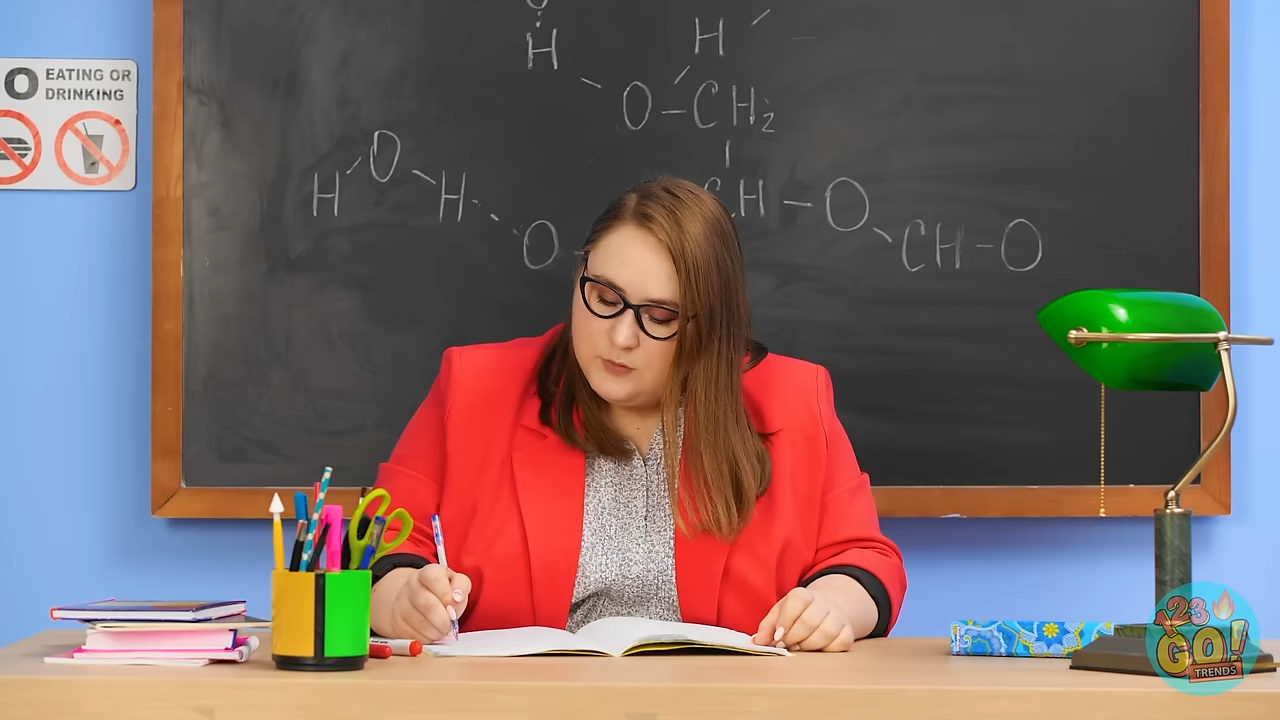 O EATING OR
DRINKING
H
H
O – CH₂
O
H H
CH – O
O
CH – O
123
GO!
TRENDS